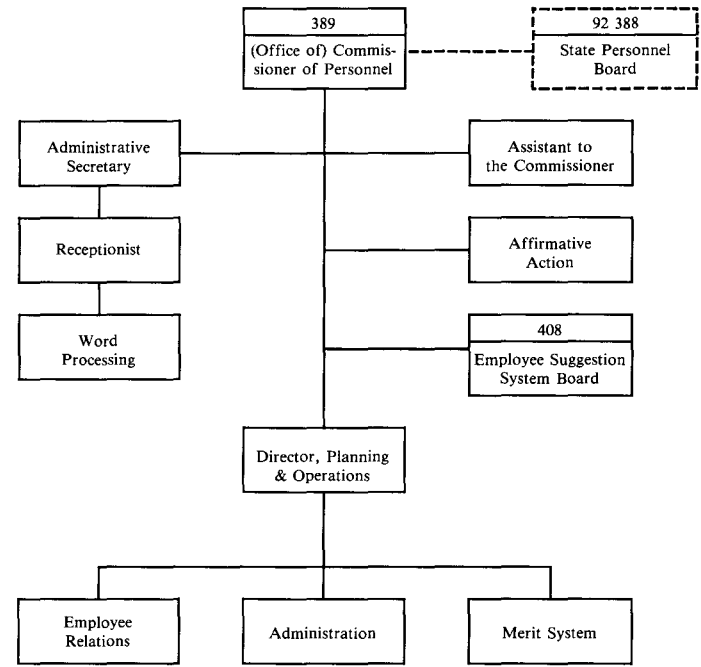 389
(Office of) Commis-
sioner of Personnel
92 388
State Personnel
Board
Administrative
Secretary
Assistant to
the Commissioner
Receptionist
Affirmative
Action
Word
Processing
408
Employee Suggestion
System Board
Director, Planning
& Operations
Employee
Relations
Administration
Merit System